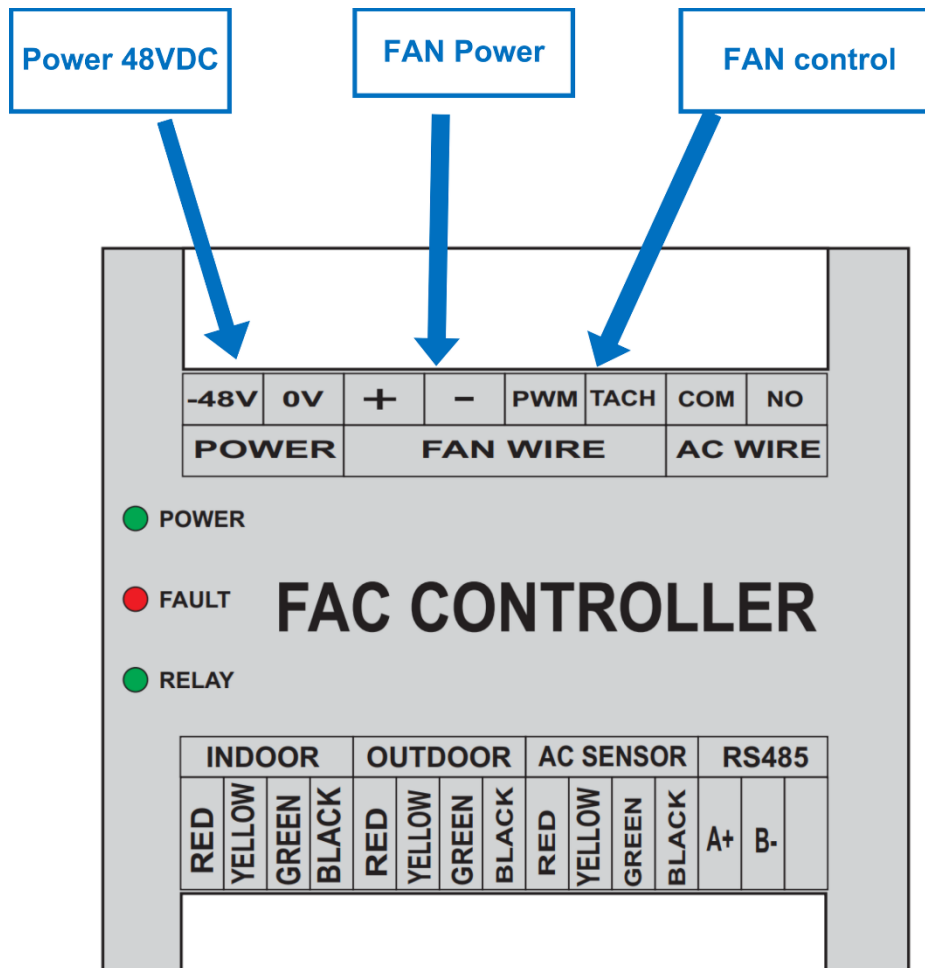 Power 48VDC
FAN Power
FAN control
-48V 0V + - PWM TACH COM NO
POWER FAN WIRE AC WIRE
POWER
FAULT
FAC CONTROLLER
RELAY
INDOOR OUTDOOR AC SENSOR RS485
RED YELLOW GREEN BLACK RED YELLOW GREEN BLACK RED YELLOW GREEN BLACK A+ B-